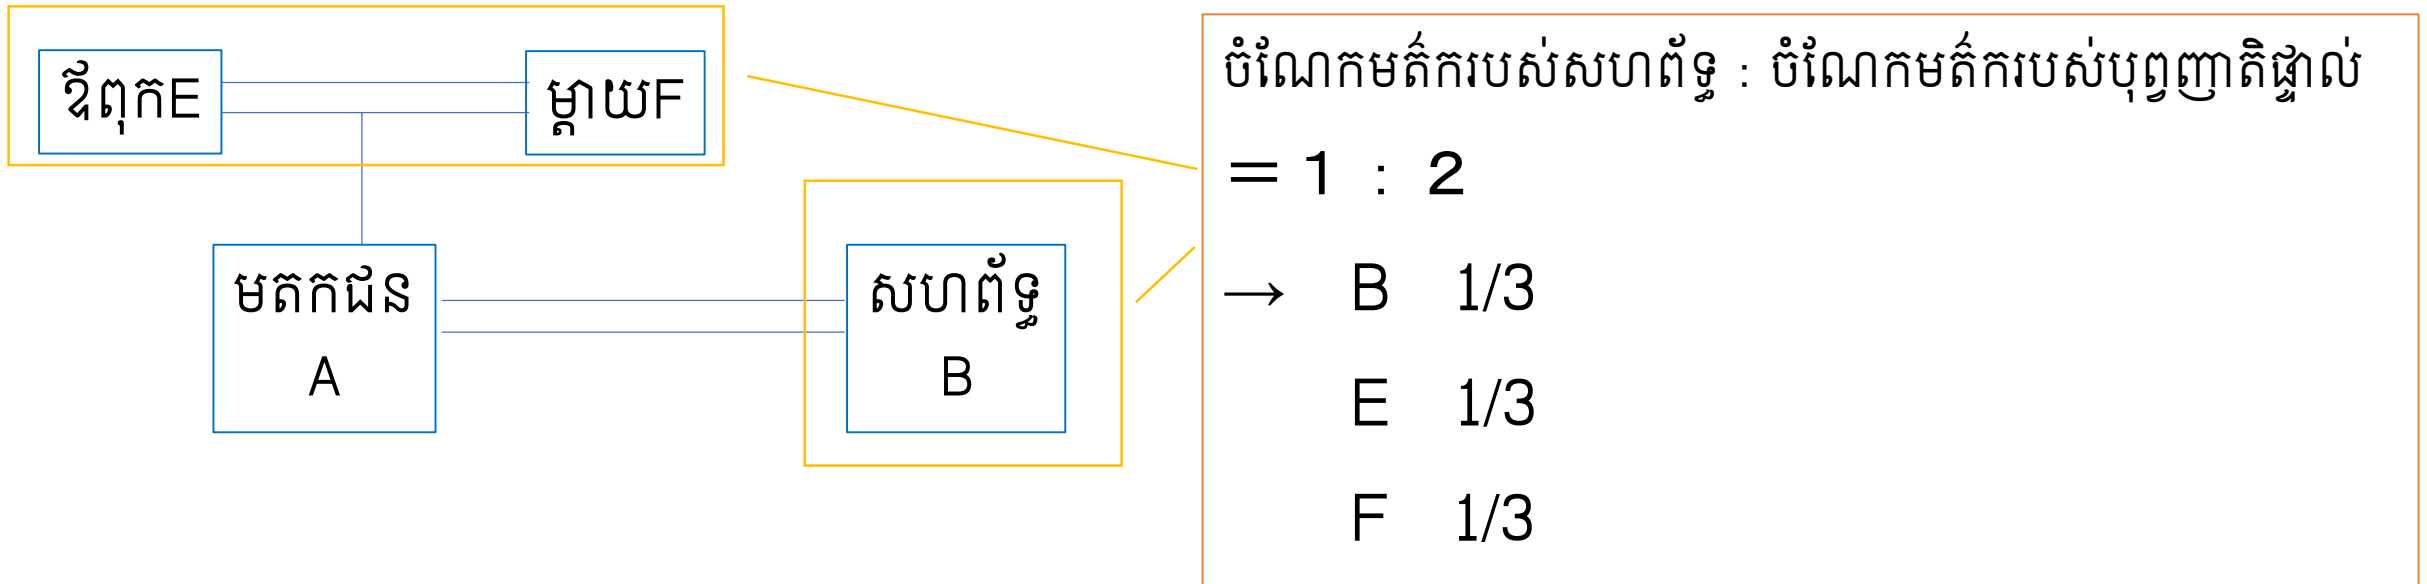 ឪពុកE
ម្តាយF
មតកជន
A
សហព័ទ្ធ
B
ចំណែកមត៌ករបស់សហព័ទ្ធ : ចំណែកមត៌ករបស់បុព្វញាតិផ្ទាល់
＝1 : 2
→ B 1/3
E 1/3
F 1/3